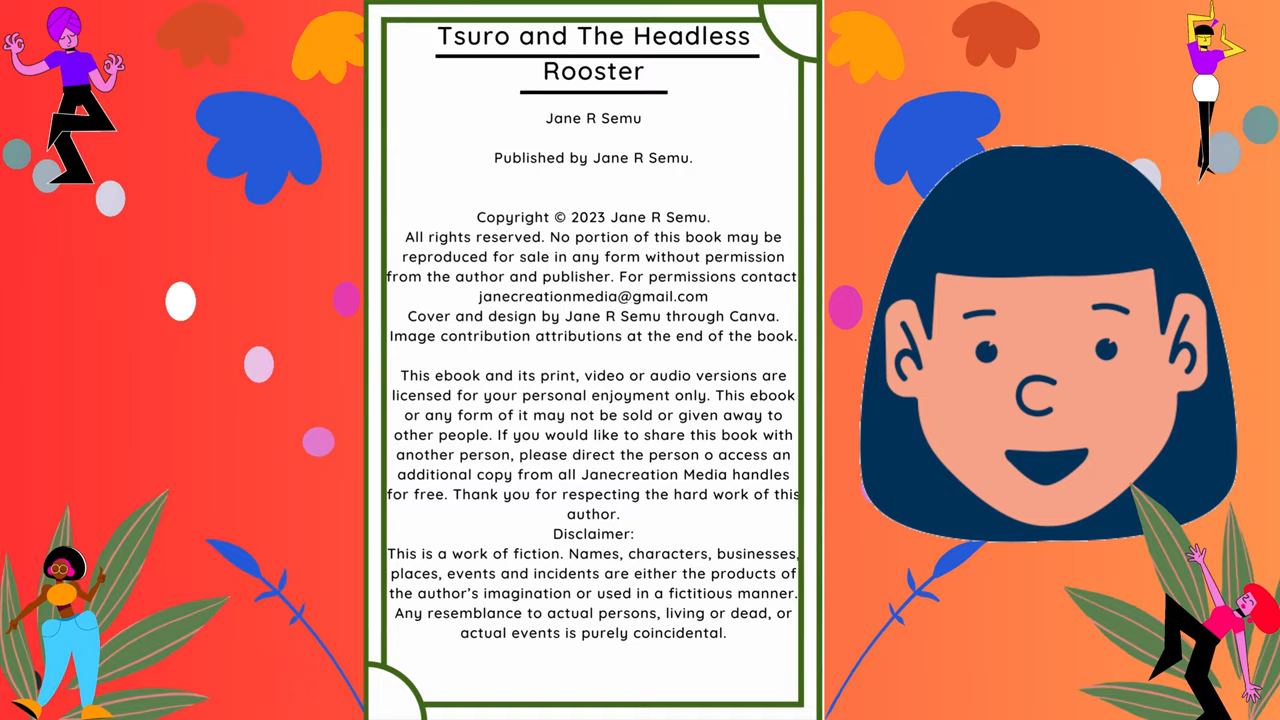 Tsuro and The Headless
Rooster
Jane R Semu
Published by Jane R Semu.
Copyright © 2023 Jane R Semu.
All rights reserved. No portion of this book may be
reproduced for sale in any form without permission
from the author and publisher. For permissions contact
janecreationmedia@gmail.com
Cover and design by Jane R Semu through Canva.
Image contribution attributions at the end of the book.
This ebook and its print, video or audio versions are
licensed for your personal enjoyment only. This ebook
or any form of it may not be sold or given away to
other people. If you would like to share this book with
another person, please direct the person o access an
additional copy from all Janecreation Media handles
for free. Thank you for respecting the hard work of this
author.
Disclaimer:
This is a work of fiction. Names, characters, businesses,
places, events and incidents are either the products of
the author's imagination or used in a fictitious manner.
Any resemblance to actual persons, living or dead, or
actual events is purely coincidental.